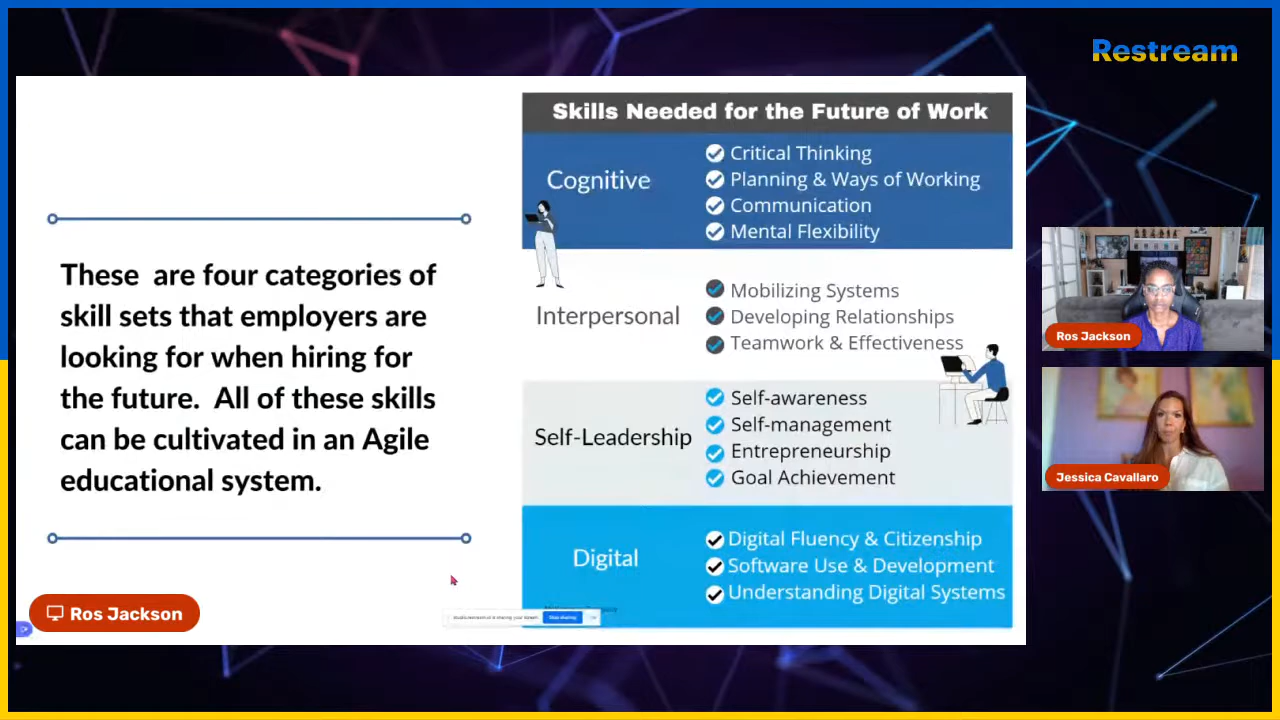 Restream
Skills Needed for the Future of Work
Cognitive
Critical Thinking
Planning & Ways of Working
Communication
Mental Flexibility
These are four categories of
skill sets that employers are
looking for when hiring for
the future. All of these skills
can be cultivated in an Agile
educational system.
Interpersonal
Mobilizing Systems
Developing Relationships
Teamwork & Effectiveness
Self-Leadership
Self-awareness
Self-management
Entrepreneurship
Goal Achievement
Digital
Digital Fluency & Citizenship
Software Use & Development
Understanding Digital Systems
Stop sharing
Ros Jackson
Ros Jackson
Jessica Cavallaro